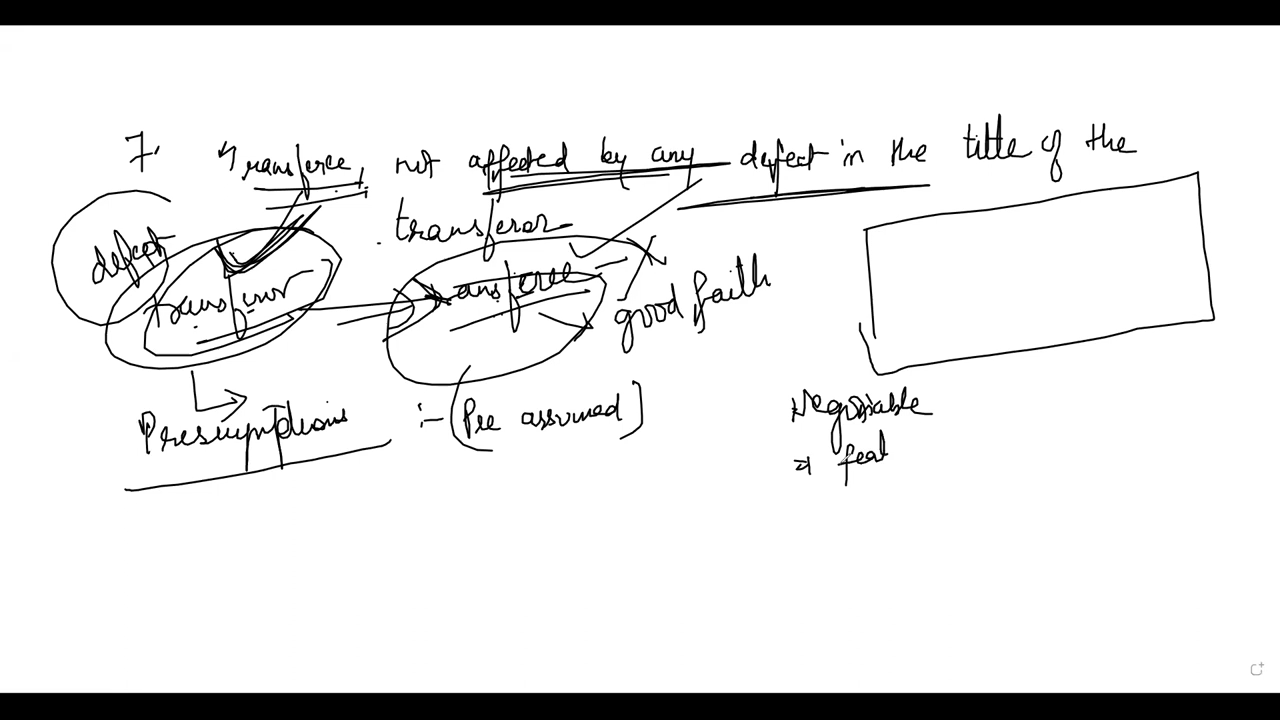 7. Transferee, not affected by any defect in the title of the
transferor
defect
transferor
transferee
good faith
Presumptions :- (Pre assumed)
Negotiable
⇒ feat